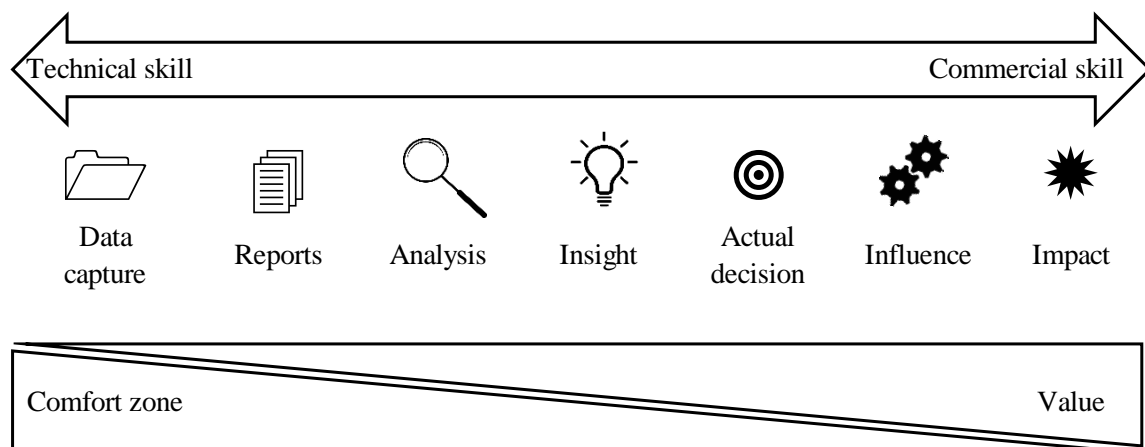 Technical skill
Commercial skill
Data
capture
Reports
Analysis
Insight
Actual
decision
Influence
Impact
Comfort zone
Value